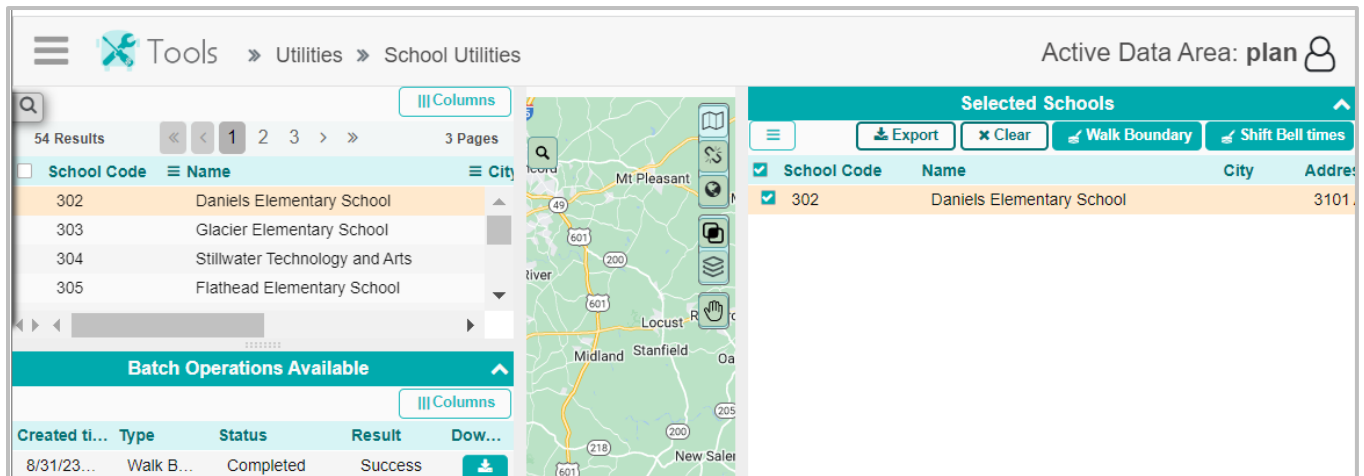 Tools » Utilities » School Utilities
Active Data Area: plan
Columns
54 Results « < 1 2 3 > » 3 Pages
School Code Name City
302 Daniels Elementary School
303 Glacier Elementary School
304 Stillwater Technology and Arts
305 Flathead Elementary School
Batch Operations Available
Columns
Created ti... Type Status Result Dow...
8/31/23... Walk B... Completed Success
Mt Pleasant
49
601
200
River
601
Locust
Midland Stanfield
205
200
218
New Saler
601
Selected Schools
Export × Clear Walk Boundary Shift Bell times
School Code Name City Addres
302 Daniels Elementary School 3101